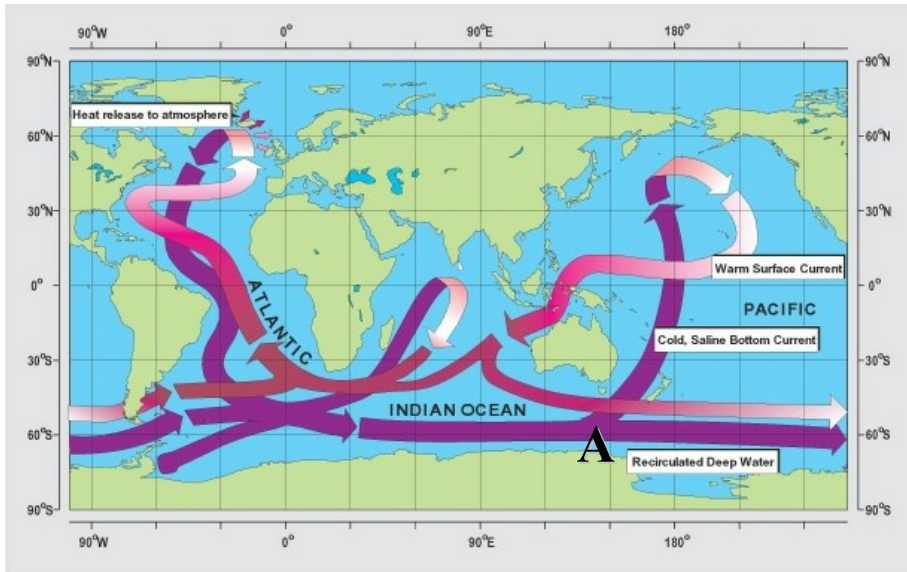 90°W 0° 90°E 180°
90°N 90°N
Heat release to atmosphere
60°N 60°N
30°N 30°N
Warm Surface Current
0° 0°
ATLANTIC
PACIFIC
Cold, Saline Bottom Current
30°S 30°S
INDIAN OCEAN
60°S 60°S
A
Recirculated Deep Water
90°S 90°S
90°W 0° 90°E 180°